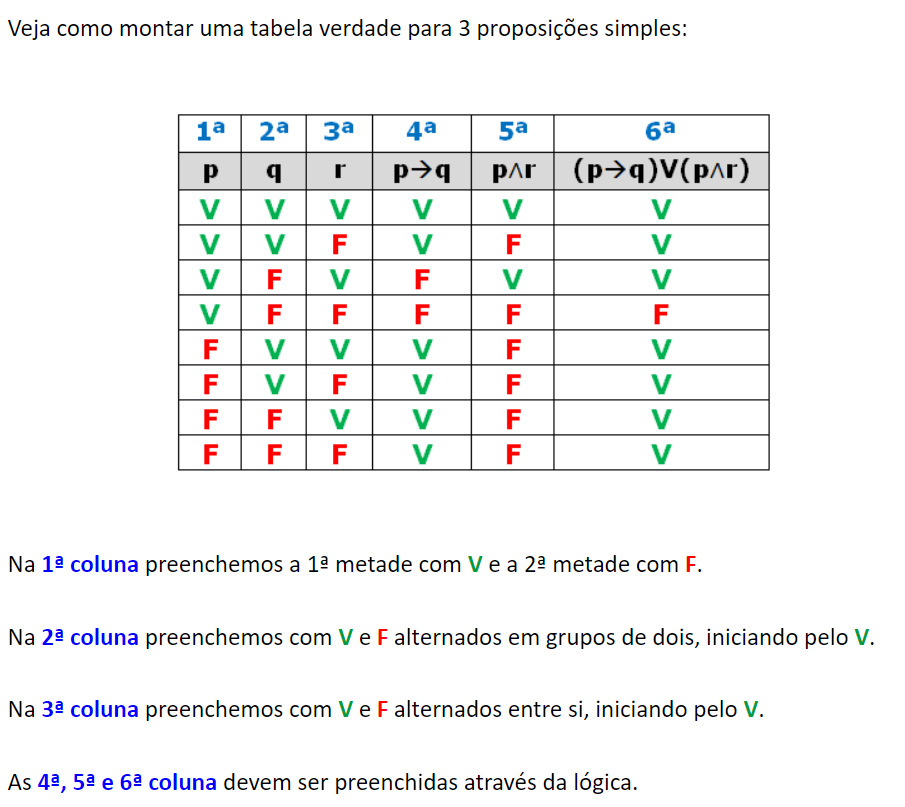 Veja como montar uma tabela verdade para 3 proposições simples:
1ª 2ª 3ª 4ª 5ª 6ª
p q r p→q p∧r (p→q)V(p∧r)
V V V V V V
V V F V F V
V F V F V V
V F F F F F
F V V V F V
F V F V F V
F F V V F V
F F F V F V
Na 1ª coluna preenchemos a 1ª metade com V e a 2ª metade com F.
Na 2ª coluna preenchemos com V e F alternados em grupos de dois, iniciando pelo V.
Na 3ª coluna preenchemos com V e F alternados entre si, iniciando pelo V.
As 4ª, 5ª e 6ª coluna devem ser preenchidas através da lógica.